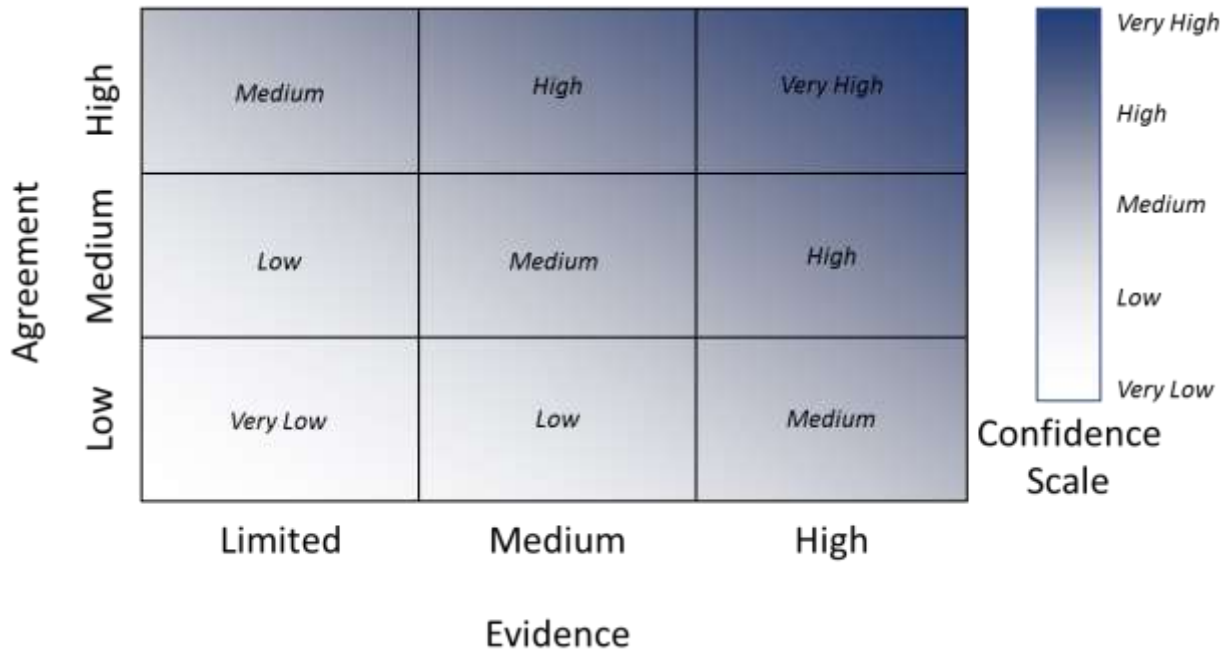 Very High
High
Medium
Low
Very Low
Confidence
Scale
Agreement
High
Medium
Low
Medium
High
Very High
Low
Medium
High
Very Low
Low
Medium
Limited
Medium
High
Evidence